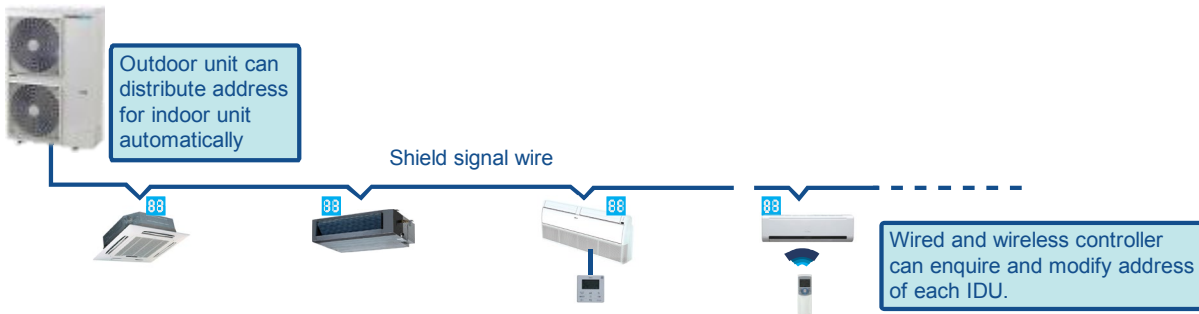 Outdoor unit can
distribute address
for indoor unit
automatically
Shield signal wire
88
88
88
88
Wired and wireless controller
can enquire and modify address
of each IDU.